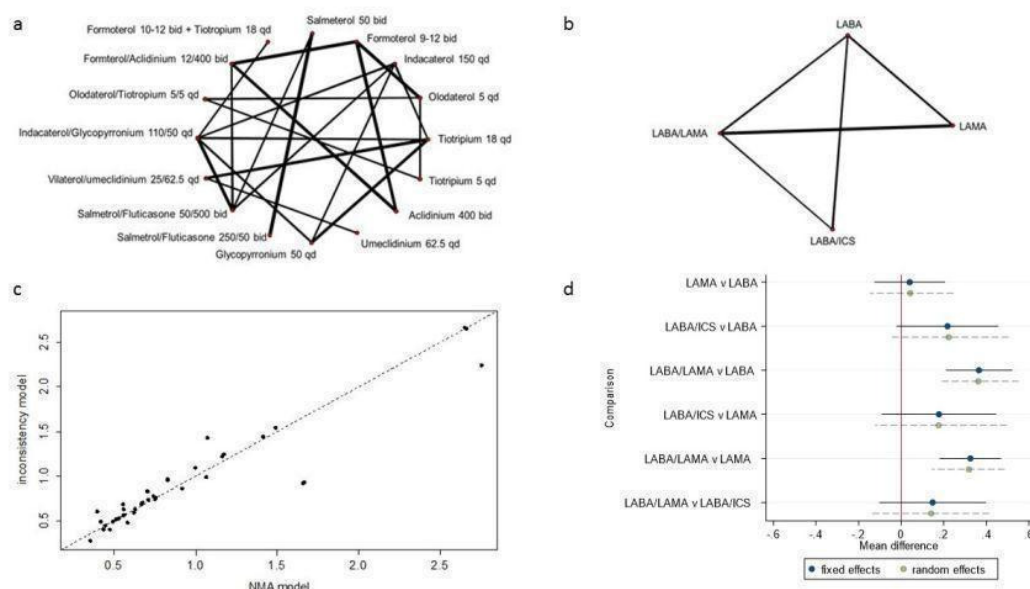 a
Formoterol 10-12 bid + Tiotropium 18 qd
Salmeterol 50 bid
Formoterol 9-12 bid
Formterol/Aclidinium 12/400 bid
Indacaterol 150 qd
Olodaterol/Tiotropium 5/5 qd
Olodaterol 5 qd
Indacaterol/Glycopyrronium 110/50 qd
Tiotripium 18 qd
Vilaterol/umeclidinium 25/62.5 qd
Tiotripium 5 qd
Salmetrol/Fluticasone 50/500 bid
Aclidinium 400 bid
Salmetrol/Fluticasone 250/50 bid
Umeclidinium 62.5 qd
Glycopyrronium 50 qd
b
LABA
LABA/LAMA
LAMA
LABA/ICS
c
inconsistency model
2.5
2.0
1.5
1.0
0.5
0.5
1.0
1.5
2.0
2.5
NMA model
d
Comparison
LAMA v LABA
LABA/ICS v LABA
LABA/LAMA v LABA
LABA/ICS v LAMA
LABA/LAMA v LAMA
LABA/LAMA v LABA/ICS
-.6
-.4
-.2
0
.2
.4
.6
Mean difference
fixed effects
random effects